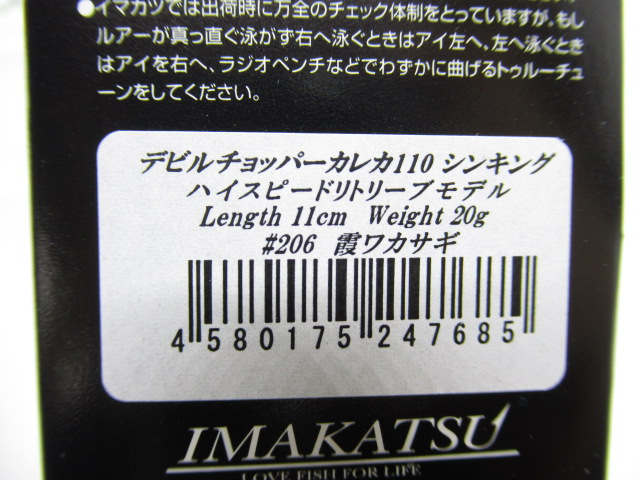 ●イマカツでは出荷時に万全のチェック体制をとっていますが、もし
ルアーが真っ直ぐ泳がず右へ泳ぐときはアイ左へ、左へ泳ぐとき
はアイを右へ、ラジオペンチなどでわずかに曲げるトゥルーチュ
ーンをしてください。
デビルチョッパーカレカ110 シンキング
ハイスピードリトリーブモデル
Length 11cm Weight 20g
#206 霞ワカサギ
4 580175 247685
IMAKATSU
LOVE FISH FOR LIFE